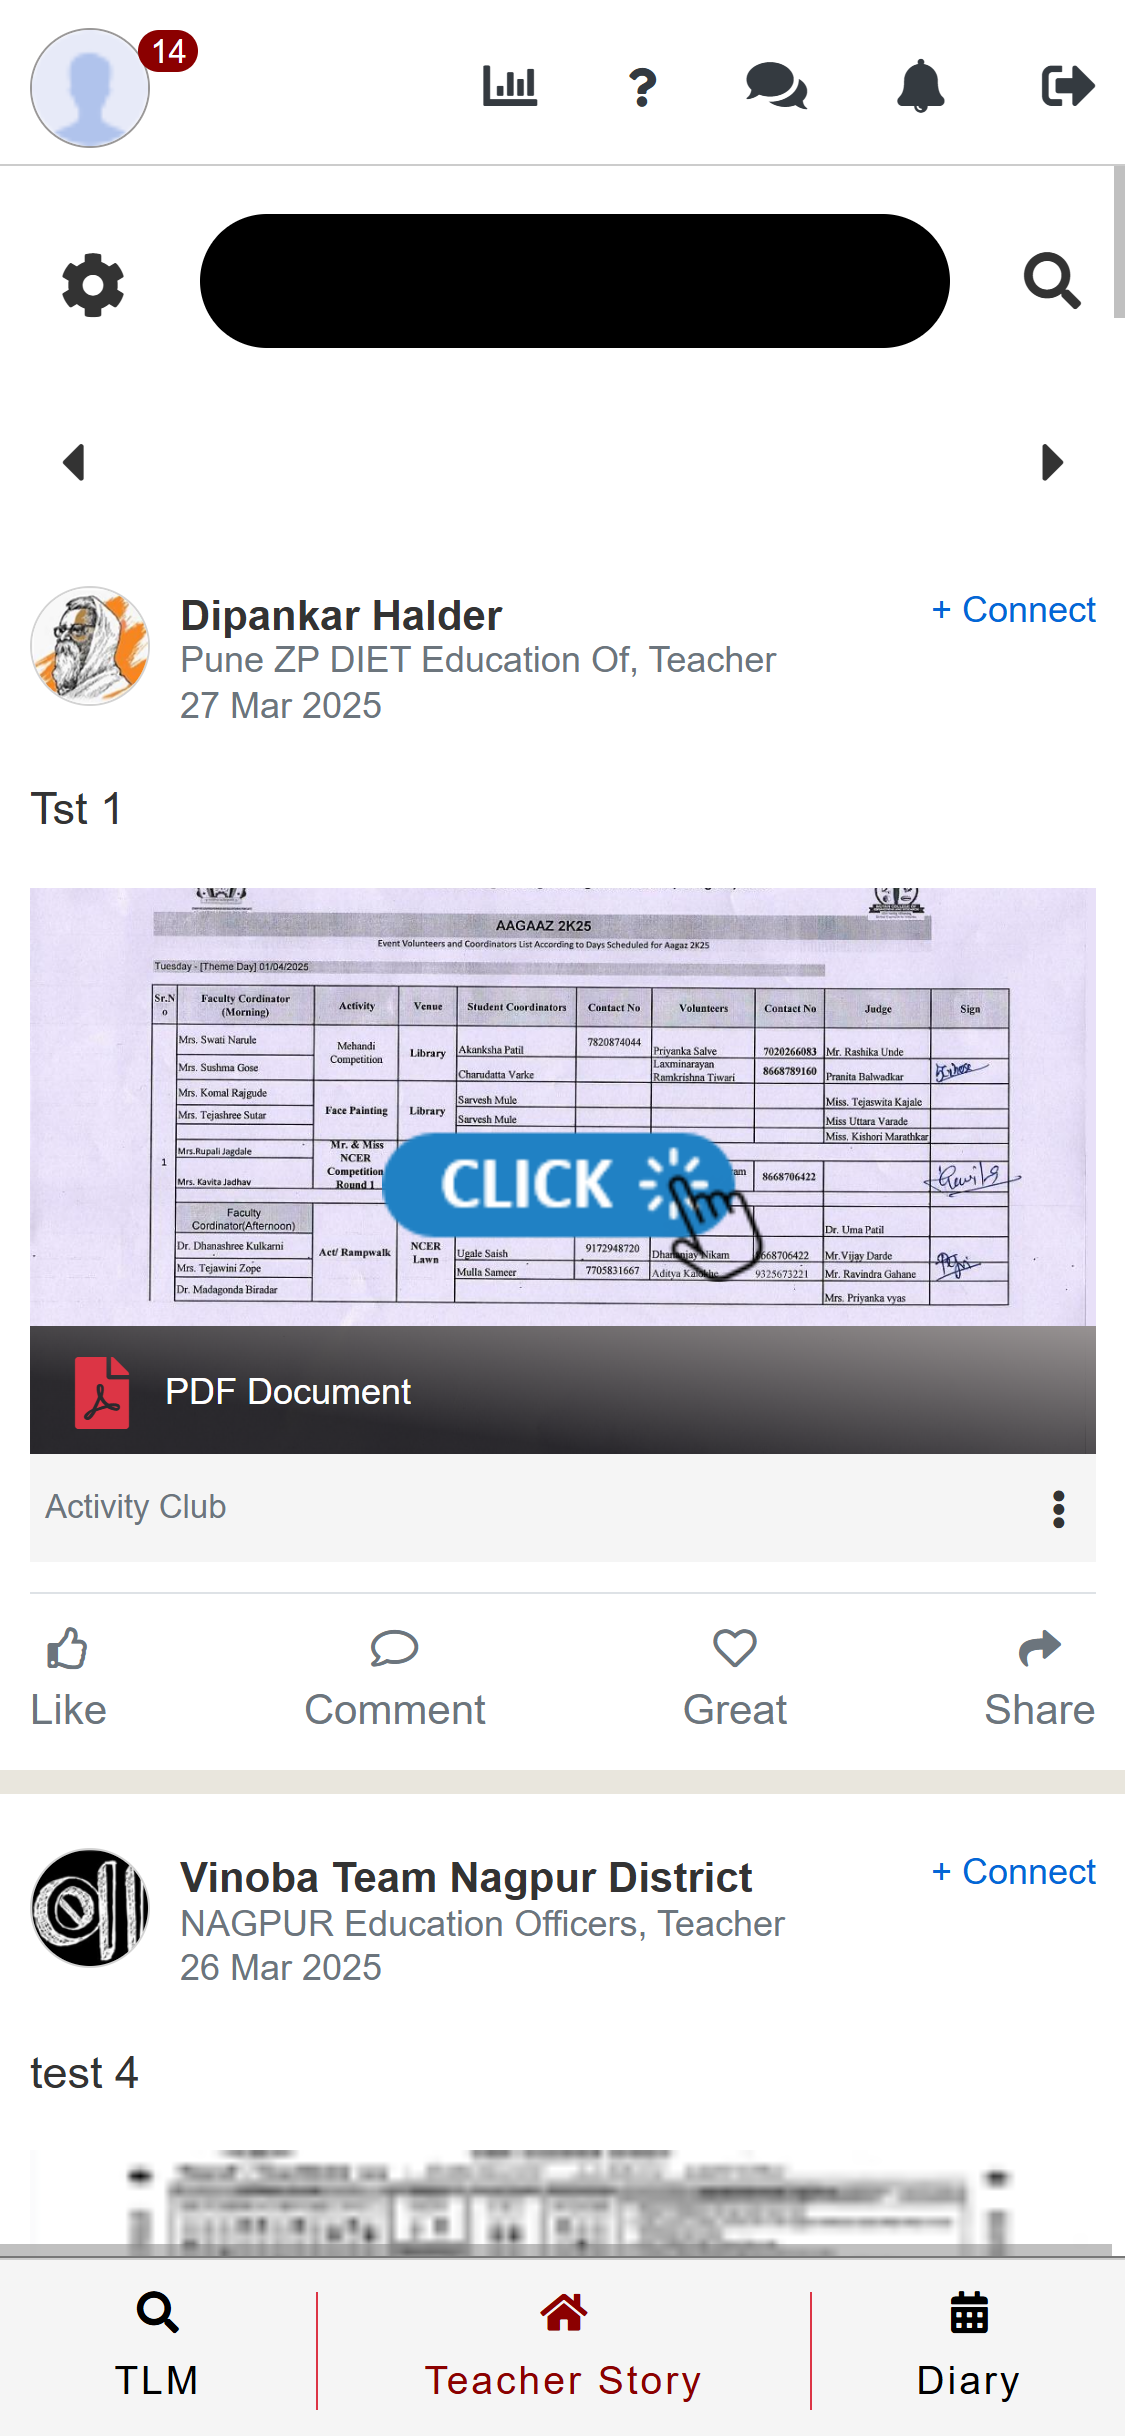 14
?
Dipankar Halder
+ Connect
Pune ZP DIET Education Of, Teacher
27 Mar 2025
Tst 1
AAGAAZ 2K25
Event Volunteers and Coordinators List According to Days Scheduled for Aagaz 2K25
Tuesday - [Theme Day] 01/04/2025
Sr.No Faculty Cordinator (Morning) Activity Venue Student Coordinators Contact No Volunteers Contact No Judge Sign
Mrs. Swati Narule
Mehandi Competition
Library
Akanksha Patil
7820874044
Priyanka Salve
7020266083
Mr. Rashika Unde
Mrs. Sushma Gose
Charudatta Varke
Laxminarayan Ramkrishna Tiwari
8668789160
Pranita Balwadkar
Mrs. Komal Rajgude
Face Painting
Library
Sarvesh Mule
Miss. Tejaswita Kajale
Mrs. Tejashree Sutar
Sarvesh Mule
Miss Uttara Varade
Miss. Kishori Marathkar
1
Mrs.Rupali Jagdale
Mr. & Miss NCER Competition Round 1
8668706422
Mrs. Kavita Jadhav
CLICK
Faculty Cordinator(Afternoon)
Dr. Uma Patil
Dr. Dhanashree Kulkarni
Act/ Rampwalk
NCER Lawn
Ugale Saish
9172948720
Nikam
Mr.Vijay Darde
Mrs. Tejawini Zope
Mulla Sameer
7705831667
Aditya
9325673221
Mr. Ravindra Gahane
Dr. Madagonda Biradar
Mrs. Priyanka vyas
PDF Document
Activity Club
Like Comment Great Share
Vinoba Team Nagpur District
+ Connect
NAGPUR Education Officers, Teacher
26 Mar 2025
test 4
TLM Teacher Story Diary